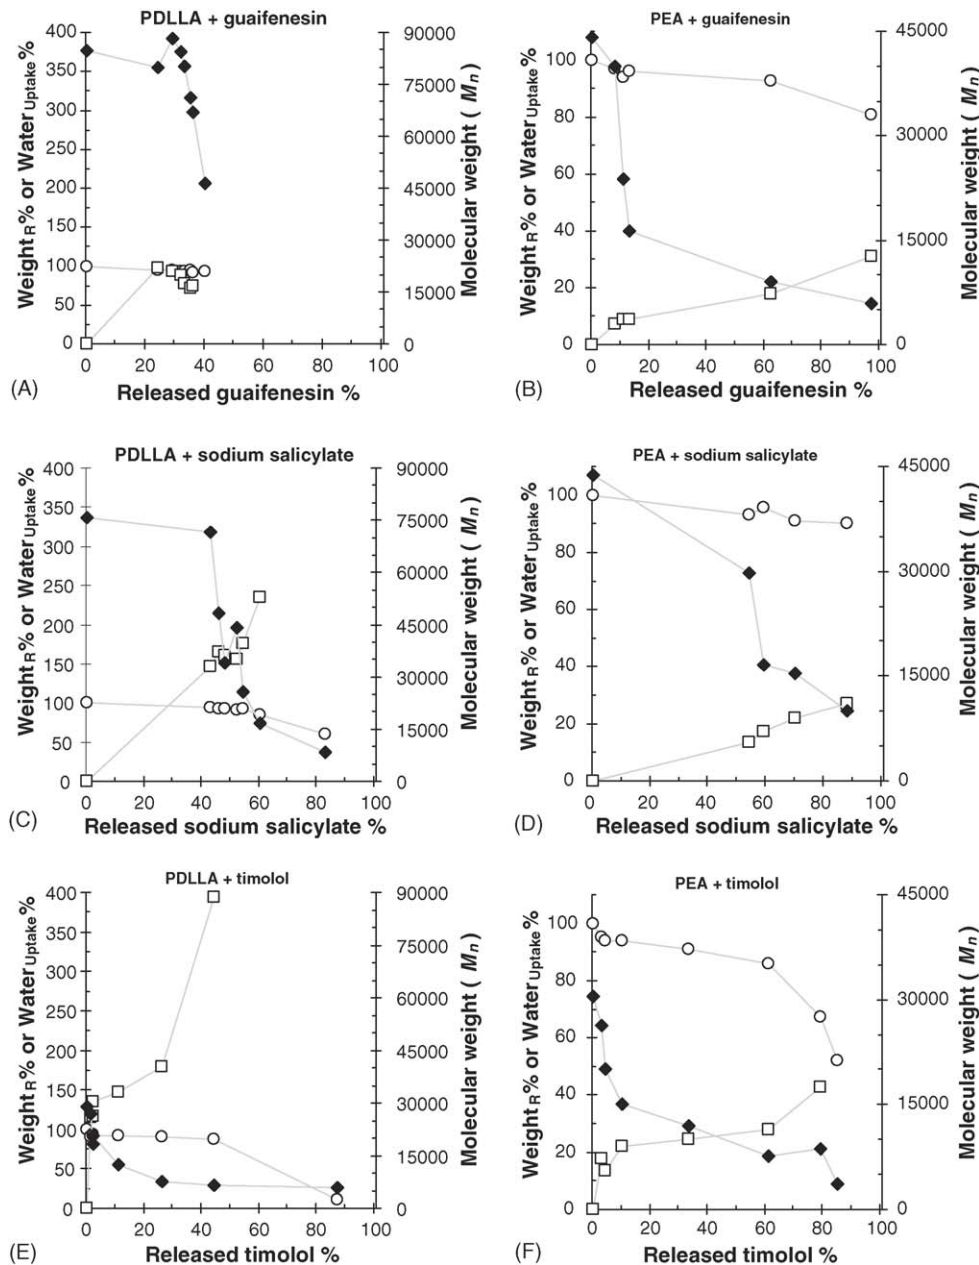 PDLLA + guaifenesin
Weight R% or Water Uptake%
400
350
300
250
200
150
100
50
0
90000
75000
60000
45000
30000
15000
0
Molecular weight ( Mn)
0 20 40 60 80 100
(A) Released guaifenesin %
PEA + guaifenesin
Weight R% or Water Uptake%
100
80
60
40
20
0
45000
30000
15000
0
Molecular weight ( Mn)
0 20 40 60 80 100
(B) Released guaifenesin %
PDLLA + sodium salicylate
Weight R% or Water Uptake%
400
350
300
250
200
150
100
50
0
90000
75000
60000
45000
30000
15000
0
Molecular weight ( Mn)
0 20 40 60 80 100
(C) Released sodium salicylate %
PEA + sodium salicylate
Weight R% or Water Uptake%
100
80
60
40
20
0
45000
30000
15000
0
Molecular weight ( Mn)
0 20 40 60 80 100
(D) Released sodium salicylate %
PDLLA + timolol
Weight R% or Water Uptake%
400
350
300
250
200
150
100
50
0
90000
75000
60000
45000
30000
15000
0
Molecular weight ( Mn)
0 20 40 60 80 100
(E) Released timolol %
PEA + timolol
Weight R% or Water Uptake%
100
80
60
40
20
0
45000
30000
15000
0
Molecular weight ( Mn)
0 20 40 60 80 100
(F) Released timolol %